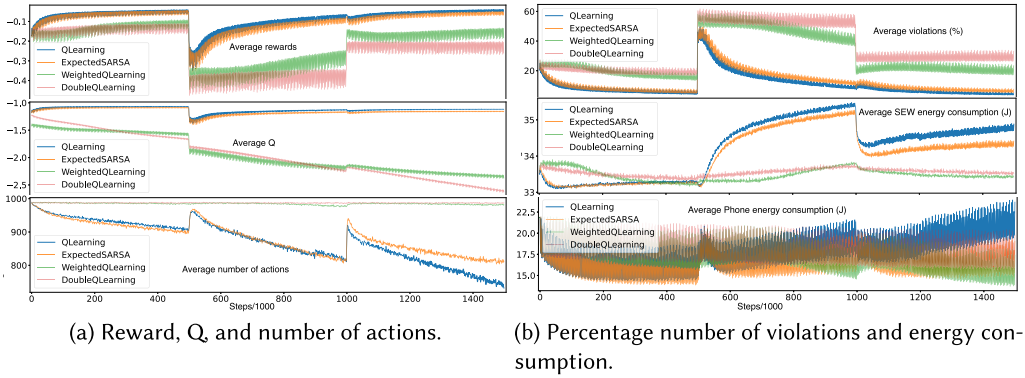 −0.1
−0.2
−0.3
−0.4
Average rewards
QLearning
ExpectedSARSA
WeightedQLearning
DoubleQLearning
−1.0
−1.5
−2.0
−2.5
Average Q
QLearning
ExpectedSARSA
WeightedQLearning
DoubleQLearning
1000
900
800
QLearning
ExpectedSARSA
WeightedQLearning
DoubleQLearning
Average number of actions
0 200 400 600 800 1000 1200 1400
Steps/1000
(a) Reward, Q, and number of actions.
60
40
20
QLearning
ExpectedSARSA
WeightedQLearning
DoubleQLearning
Average violations (%)
35
34
33
QLearning
ExpectedSARSA
WeightedQLearning
DoubleQLearning
Average SEW energy consumption (J)
22.5
20.0
17.5
15.0
QLearning
ExpectedSARSA
WeightedQLearning
DoubleQLearning
Average Phone energy consumption (J)
0 200 400 600 800 1000 1200 1400
Steps/1000
(b) Percentage number of violations and energy con-
sumption.